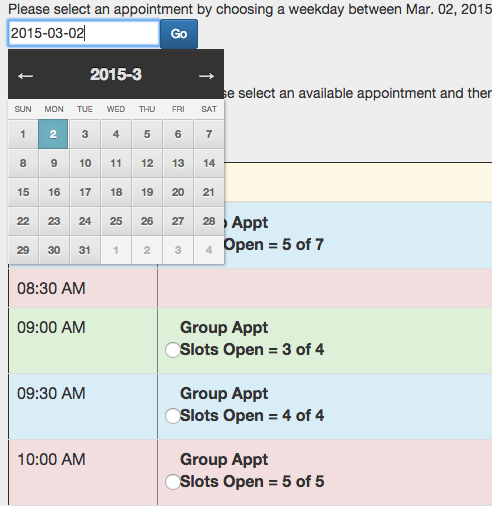 Please select an appointment by choosing a weekday between Mar. 02, 2015
2015-03-02 Go
← 2015-3 →
se select an available appointment and then
SUN MON TUE WED THU FRI SAT
1 2 3 4 5 6 7
8 9 10 11 12 13 14
15 16 17 18 19 20 21
22 23 24 25 26 27 28
29 30 31 1 2 3 4
Appt
Open = 5 of 7
08:30 AM
09:00 AM Group Appt
Slots Open = 3 of 4
09:30 AM Group Appt
Slots Open = 4 of 4
10:00 AM Group Appt
Slots Open = 5 of 5